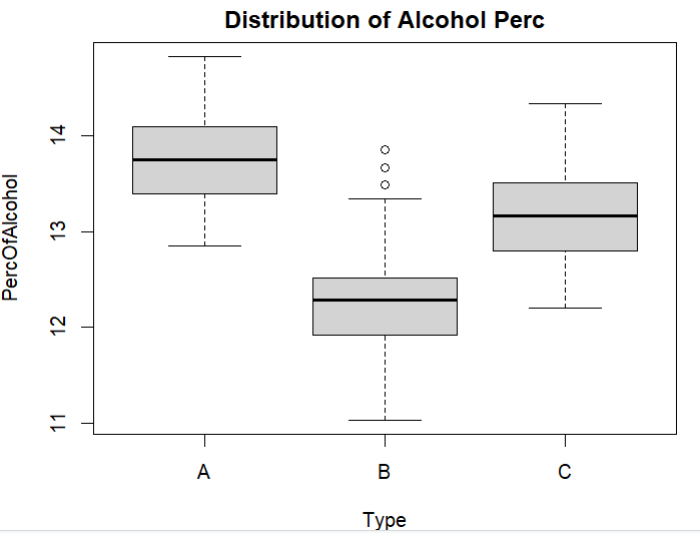 Distribution of Alcohol Perc
PercOfAlcohol
14
13
12
11
A B C
Type